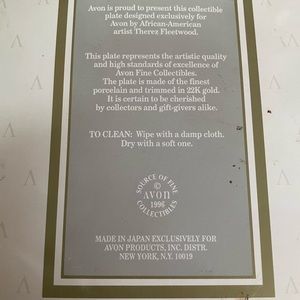 Avon is proud to present this collectible
plate designed exclusively for
Avon by African-American
artist Therez Fleetwood.
This plate represents the artistic quality
and high standards of excellence of
Avon Fine Collectibles.
The plate is made of the finest
porcelain and trimmed in 22K gold.
It is certain to be cherished
by collectors and gift-givers alike.
TO CLEAN: Wipe with a damp cloth.
Dry with a soft one.
SOURCE OF FINE
©
AVON
1996
COLLECTIBLES
MADE IN JAPAN EXCLUSIVELY FOR
AVON PRODUCTS, INC. DISTR.
NEW YORK, N.Y. 10019